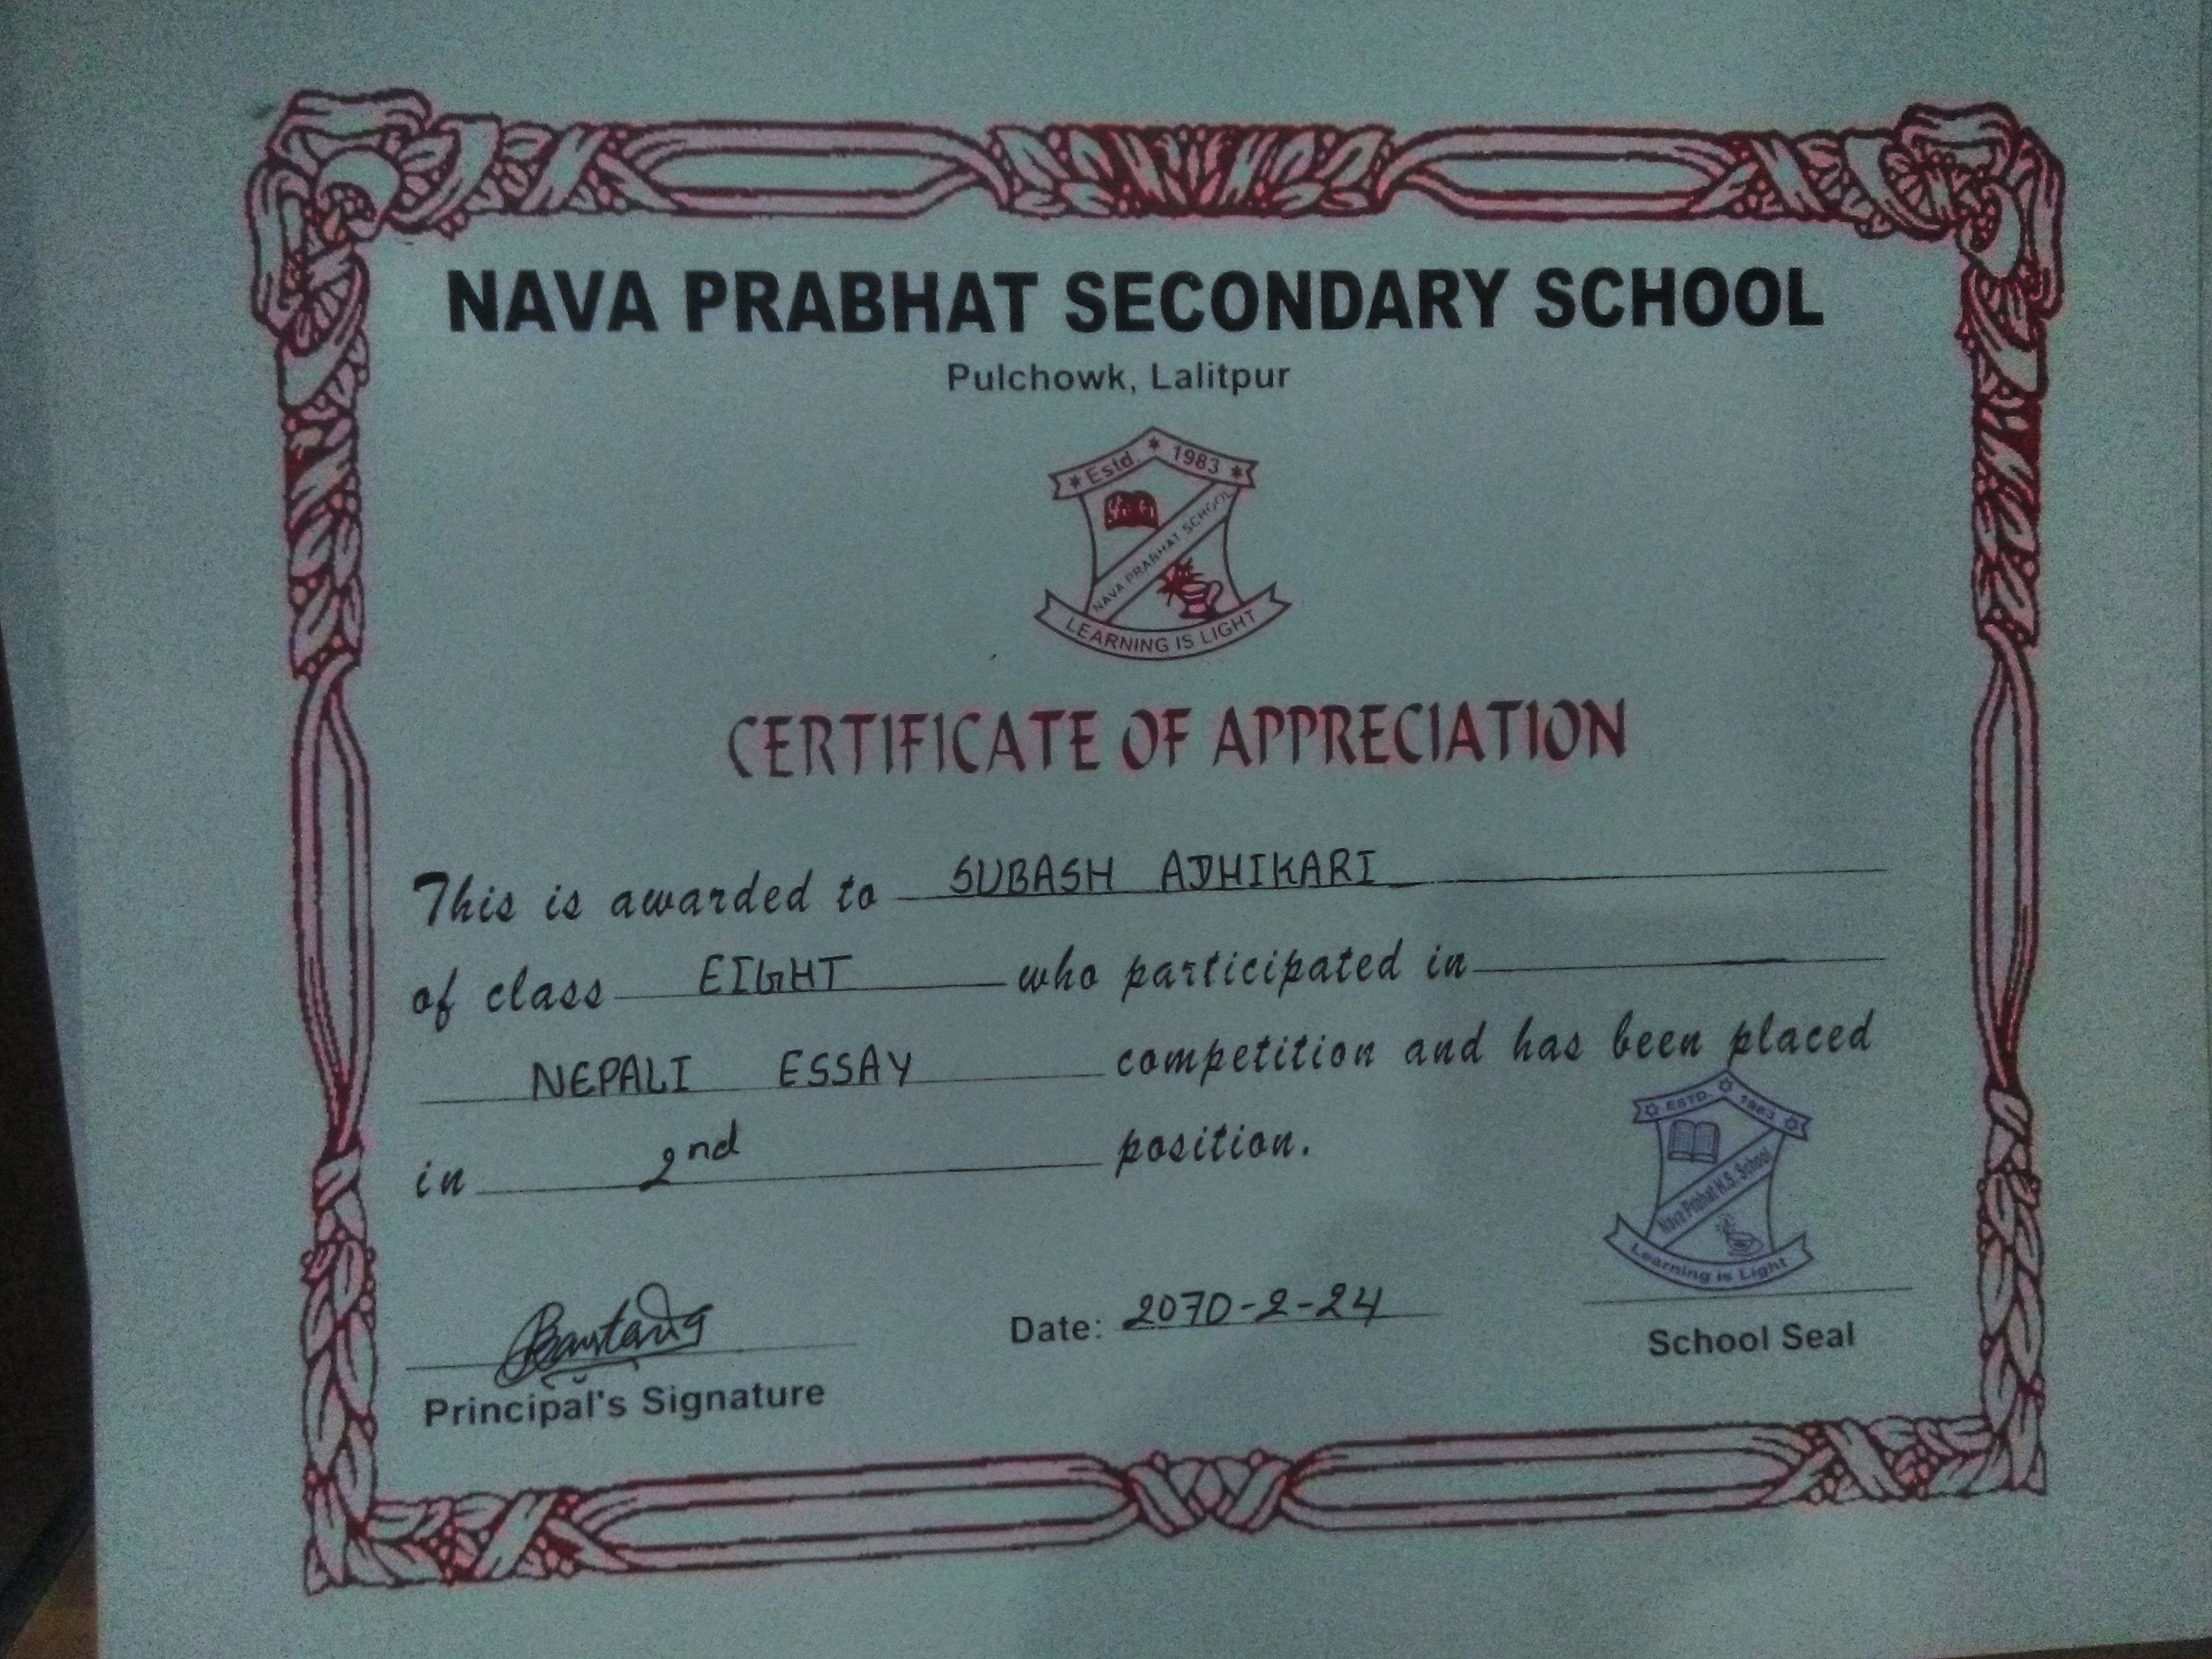 NAVA PRABHAT SECONDARY SCHOOL
Pulchowk, Lalitpur
Estd. 1983
NAVA PRABHAT SCHOOL
LEARNING IS LIGHT
CERTIFICATE OF APPRECIATION
This is awarded to SUBASH ADHIKARI
of class EIGHT who participated in
NEPALI ESSAY competition and has been placed
in 2nd position.
ESTD. 1983
Nava Prabhat H.S. School
Learning is Light
Date: 2070-2-24
School Seal
Principal's Signature